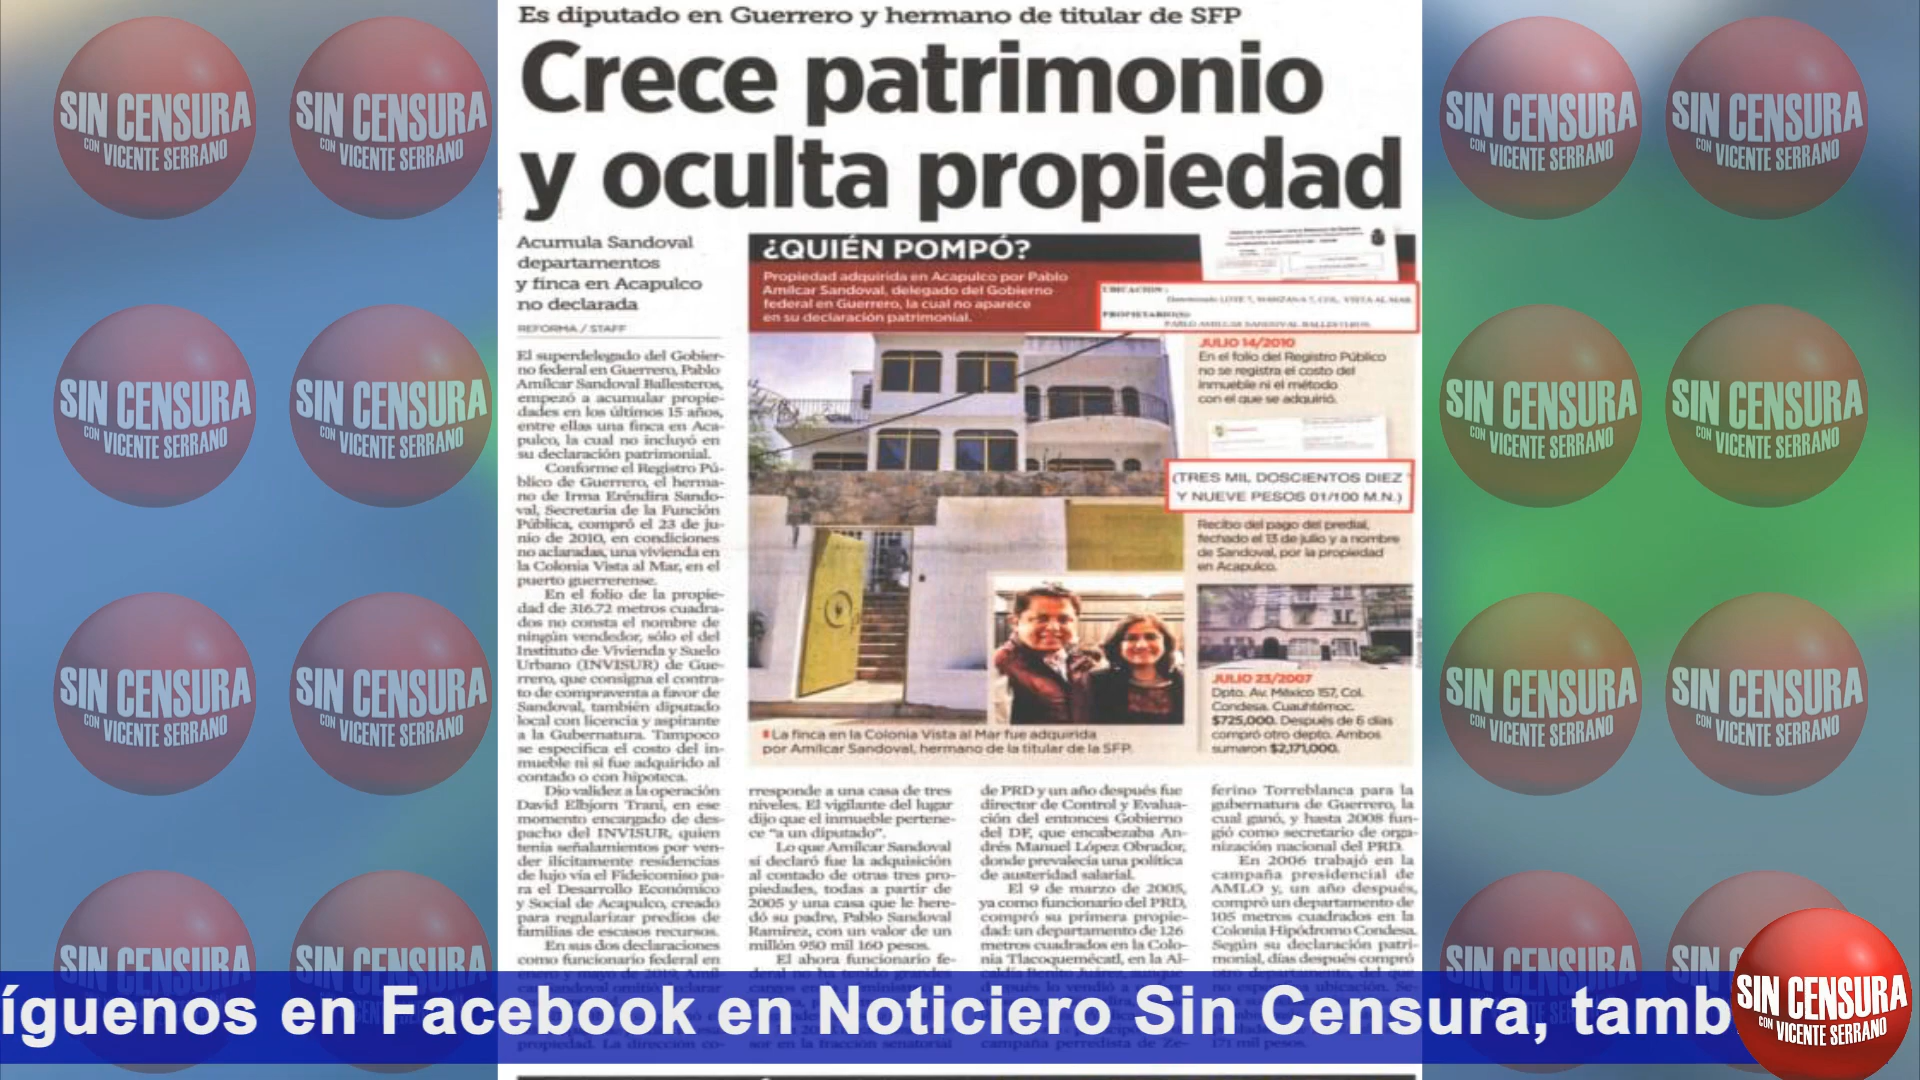 Es diputado en Guerrero y hermano de titular de SFP
Crece patrimonio
y oculta propiedad
Acumula Sandoval
departamentos
y finca en Acapulco
no declarada
REFORMA / STAFF
El superdelegado del Gobier-
no federal en Guerrero, Pablo
Amílcar Sandoval Ballesteros,
empezó a acumular propie-
dades en los últimos 15 años,
entre ellas una finca en Aca-
pulco, la cual no incluyó en
su declaración patrimonial.
Conforme el Registro Pú-
blico de Guerrero, el herma-
no de Irma Eréndira Sando-
val, Secretaria de la Función
Pública, compró el 23 de ju-
nio de 2010, en condiciones
no aclaradas, una vivienda en
la Colonia Vista al Mar, en el
puerto guerrerense.
En el folio de la propie-
dad de 316.72 metros cuadra-
dos no consta el nombre de
ningún vendedor, sólo el del
Instituto de Vivienda y Suelo
Urbano (INVISUR) de Gue-
rrero, que consigna el contra-
to de compraventa a favor de
Sandoval, también diputado
local con licencia y aspirante
a la Gubernatura. Tampoco
se especifica el costo del in-
mueble ni si fue adquirido al
contado o con hipoteca.
Dio validez a la operación
David Elbjorn Trani, en ese
momento encargado de des-
pacho del INVISUR, quien
tenía señalamientos por ven-
der ilícitamente residencias
de lujo vía el Fideicomiso pa-
ra el Desarrollo Económico
y Social de Acapulco, creado
para regularizar predios de
familias de escasos recursos.
En sus dos declaraciones
como funcionario federal en
¿QUIÉN POMPÓ?
Propiedad adquirida en Acapulco por Pablo
Amílcar Sandoval, delegado del Gobierno
federal en Guerrero, la cual no aparece
en su declaración patrimonial.
UBICACION:
Denominado LOTE 7, MANZANA 7, COL. VISTA AL MAR
PROPIETARIO(S)
PABLO AMILCAR SANDOVAL BALLESTEROS
JULIO 14/2010
En el folio del Registro Público
no se registra el costo del
inmueble ni el método
con el que se adquirió.
(TRES MIL DOSCIENTOS DIEZ
Y NUEVE PESOS 01/100 M.N.)
Recibo del pago del predial,
fechado el 13 de julio y a nombre
de Sandoval, por la propiedad
en Acapulco.
JULIO 23/2007
Dpto. Av. México 157, Col.
Condesa. Cuauhtémoc.
$725,000. Después de 6 días
compró otro depto. Ambos
sumaron $2,171,000.
La finca en la Colonia Vista al Mar fue adquirida
por Amílcar Sandoval, hermano de la titular de la SFP.
rresponde a una casa de tres
niveles. El vigilante del lugar
dijo que el inmueble pertene-
ce "a un diputado".
Lo que Amílcar Sandoval
sí declaró fue la adquisición
al contado de otras tres pro-
piedades, todas a partir de
2005 y una casa que le here-
dó su padre, Pablo Sandoval
Ramírez, con un valor de un
millón 950 mil 160 pesos.
El ahora funcionario fe-
de PRD y un año después fue
director de Control y Evalua-
ción del entonces Gobierno
del DF, que encabezaba An-
drés Manuel López Obrador,
donde prevalecía una política
de austeridad salarial.
El 9 de marzo de 2005,
ya como funcionario del PRD,
compró su primera propie-
dad: un departamento de 126
metros cuadrados en la Colo-
nia Tlacoquemécatl, en la Al-
ferino Torreblanca para la
gubernatura de Guerrero, la
cual ganó, y hasta 2008 fun-
gió como secretario de orga-
nización nacional del PRD.
En 2006 trabajó en la
campaña presidencial de
AMLO y, un año después,
compró un departamento de
105 metros cuadrados en la
Colonia Hipódromo Condesa.
Según su declaración patri-
monial, días después compró
íguenos en Facebook en Noticiero Sin Censura, tamb
SIN CENSURA
CON VICENTE SERRANO